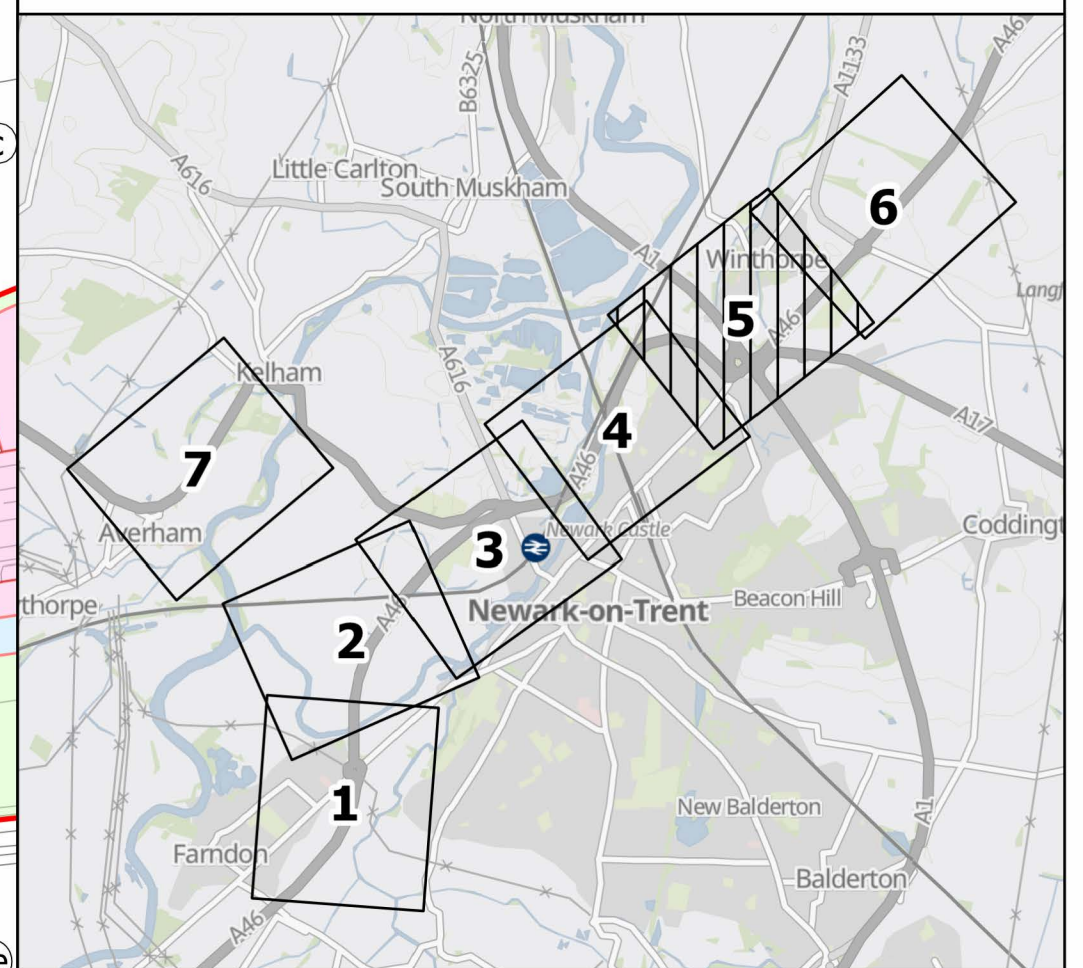 North Muskham
A46
A1133
B6325
c
A616
Little Carlton
South Muskham
6
A1
Winthorpe
5
A46
A616
Kelham
4
A17
A46
7
Averham
Newark Castle
3
Coddingt
thorpe
A46
Newark-on-Trent
Beacon Hill
2
1
New Balderton
A1
Farndon
Balderton
A46
e